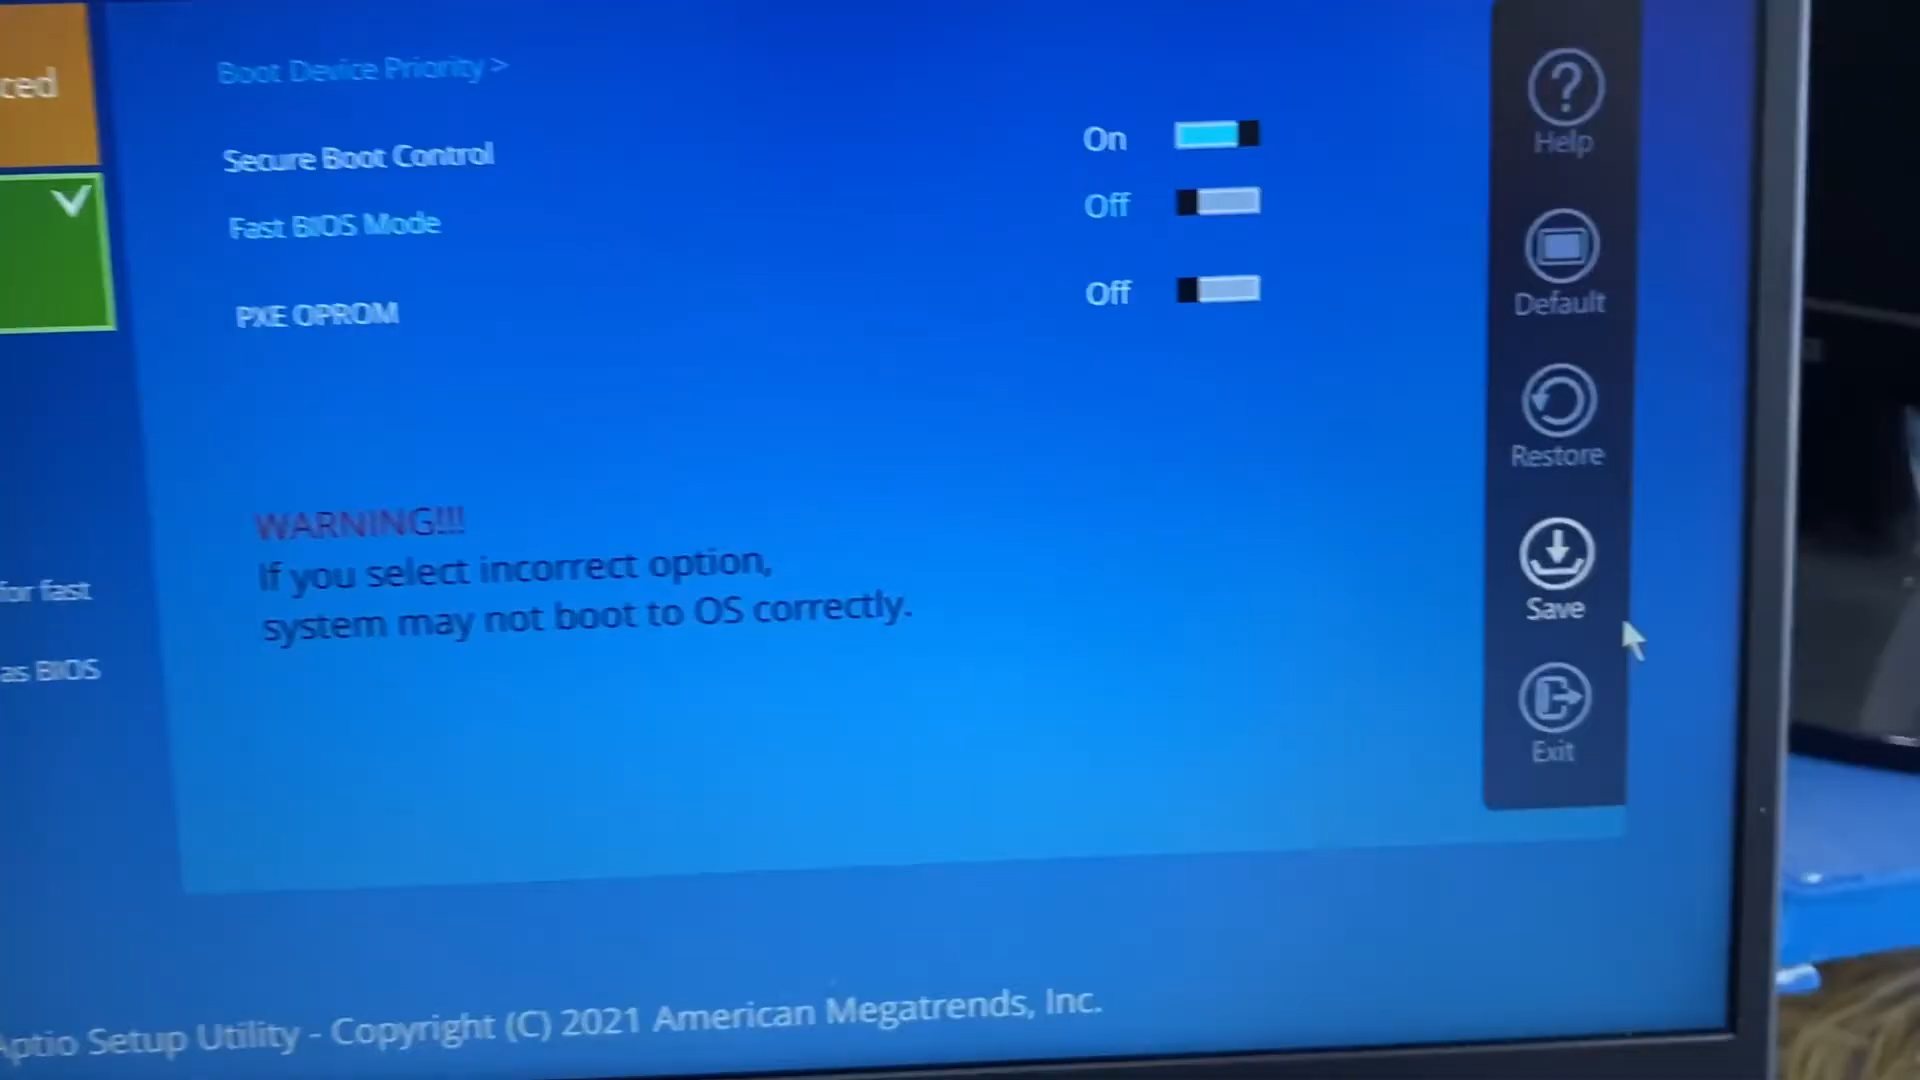 ced
Boot Device Priority >
Secure Boot Control On
Fast BIOS Mode Off
PXE OPROM Off
WARNING!!!
If you select incorrect option,
system may not boot to OS correctly.
for fast
as BIOS
Help
Default
Restore
Save
Exit
Aptio Setup Utility - Copyright (C) 2021 American Megatrends, Inc.